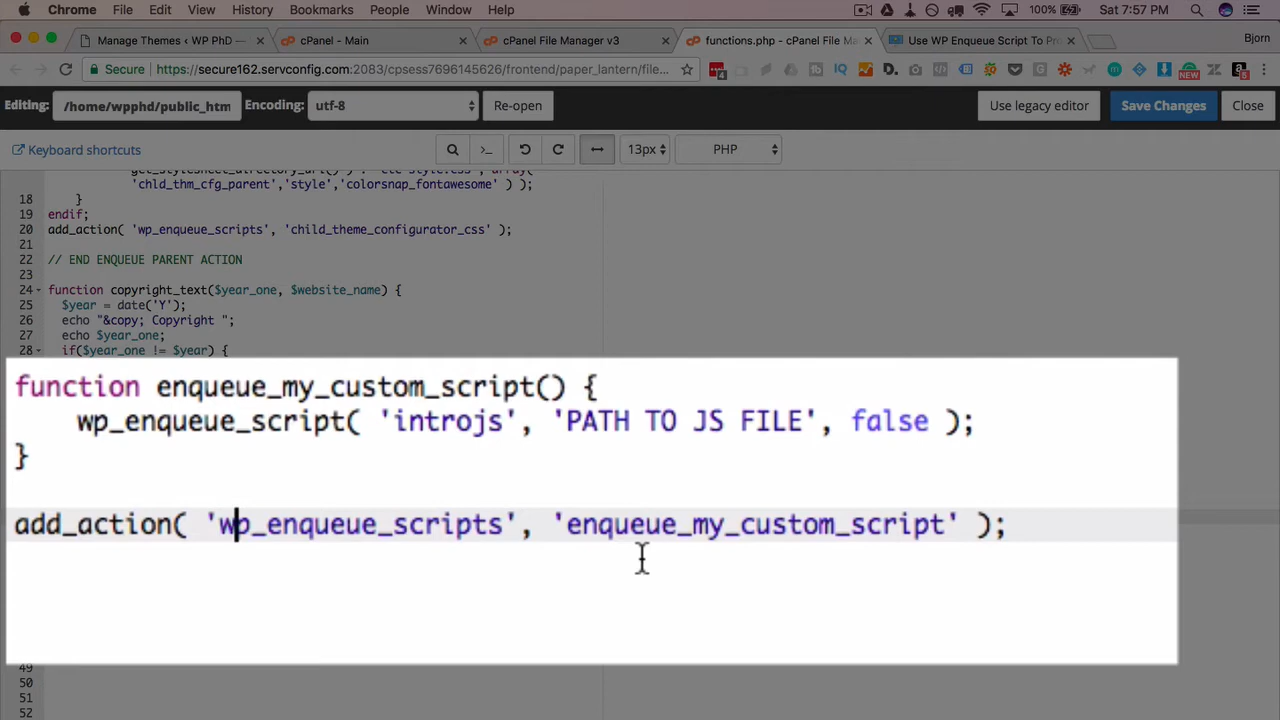 Chrome File Edit View History Bookmarks People Window Help 100% Sat 7:57 PM
Manage Themes ‹ WP PhD — cPanel - Main cPanel File Manager v3 functions.php - cPanel File Ma Use WP Enqueue Script To Pro Bjorn
Secure https://secure162.servconfig.com:2083/cpsess7696145626/frontend/paper_lantern/file...
Editing: /home/wpphd/public_htm Encoding: utf-8 Re-open Use legacy editor Save Changes Close
Keyboard shortcuts 13px PHP
'chld_thm_cfg_parent','style','colorsnap_fontawesome' ) );
18 }
19 endif;
20 add_action( 'wp_enqueue_scripts', 'child_theme_configurator_css' );
21
22 // END ENQUEUE PARENT ACTION
23
24 function copyright_text($year_one, $website_name) {
25 $year = date('Y');
26 echo "&copy; Copyright ";
27 echo $year_one;
28 if($year_one != $year) {
function enqueue_my_custom_script() {
wp_enqueue_script( 'introjs', 'PATH TO JS FILE', false );
}
add_action( 'wp_enqueue_scripts', 'enqueue_my_custom_script' );
49
50
51
52